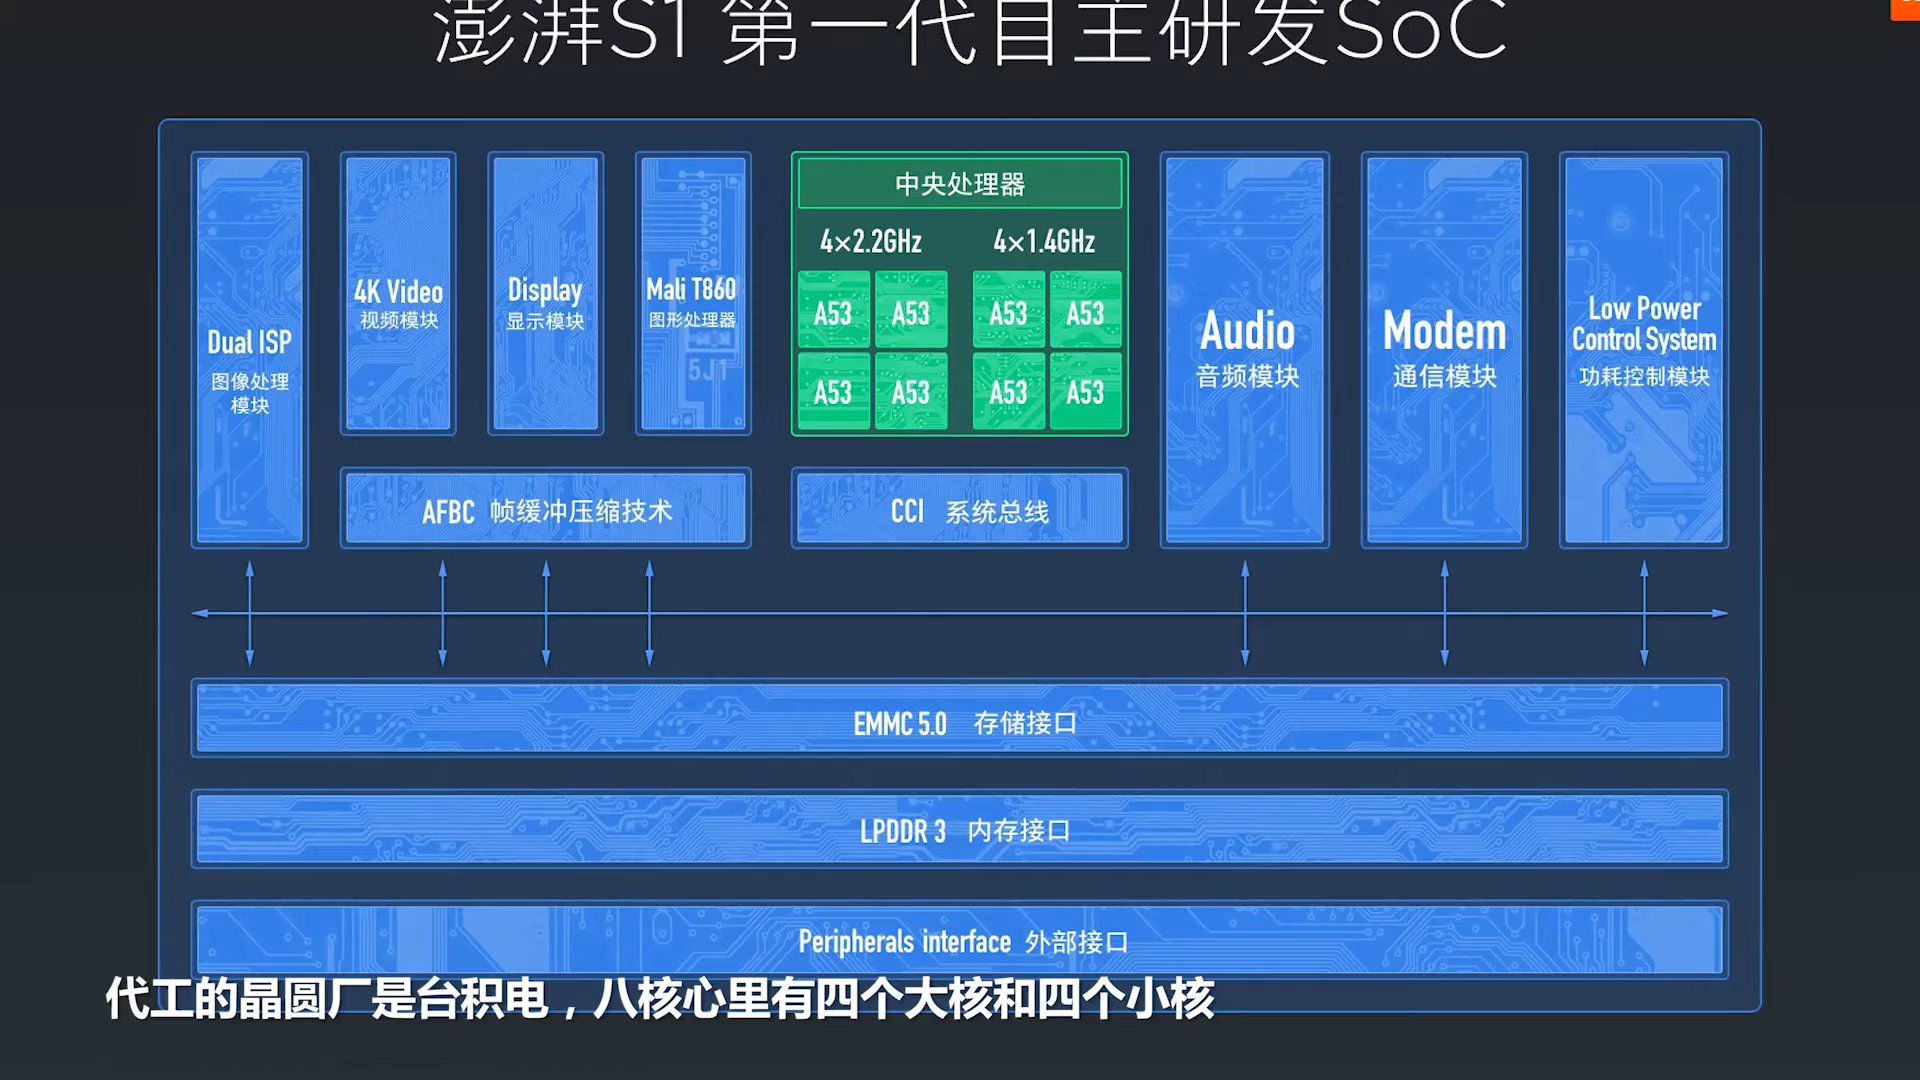 澎湃S1 第一代自主研发SoC
Dual ISP
图像处理
模块
4K Video
视频模块
Display
显示模块
Mali T860
图形处理器
5J1
中央处理器
4×2.2GHz 4×1.4GHz
A53 A53 A53 A53
A53 A53 A53 A53
Audio
音频模块
Modem
通信模块
Low Power
Control System
功耗控制模块
AFBC 帧缓冲压缩技术
CCI 系统总线
EMMC 5.0 存储接口
LPDDR 3 内存接口
Peripherals interface 外部接口
代工的晶圆厂是台积电，八核心里有四个大核和四个小核